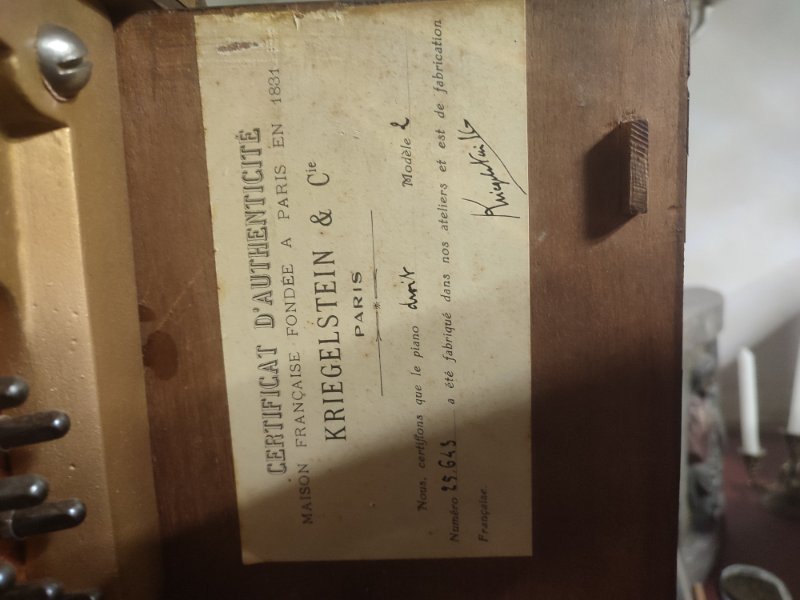 CERTIFICAT D'AUTHENTICITÉ
MAISON FRANÇAISE FONDÉE A PARIS EN 1831
KRIEGELSTEIN & Cie
PARIS
Nous, certifions que le piano droit Modèle 2
Numéro 25.643 a été fabriqué dans nos ateliers et est de fabrication
Française.
Kriegelstein